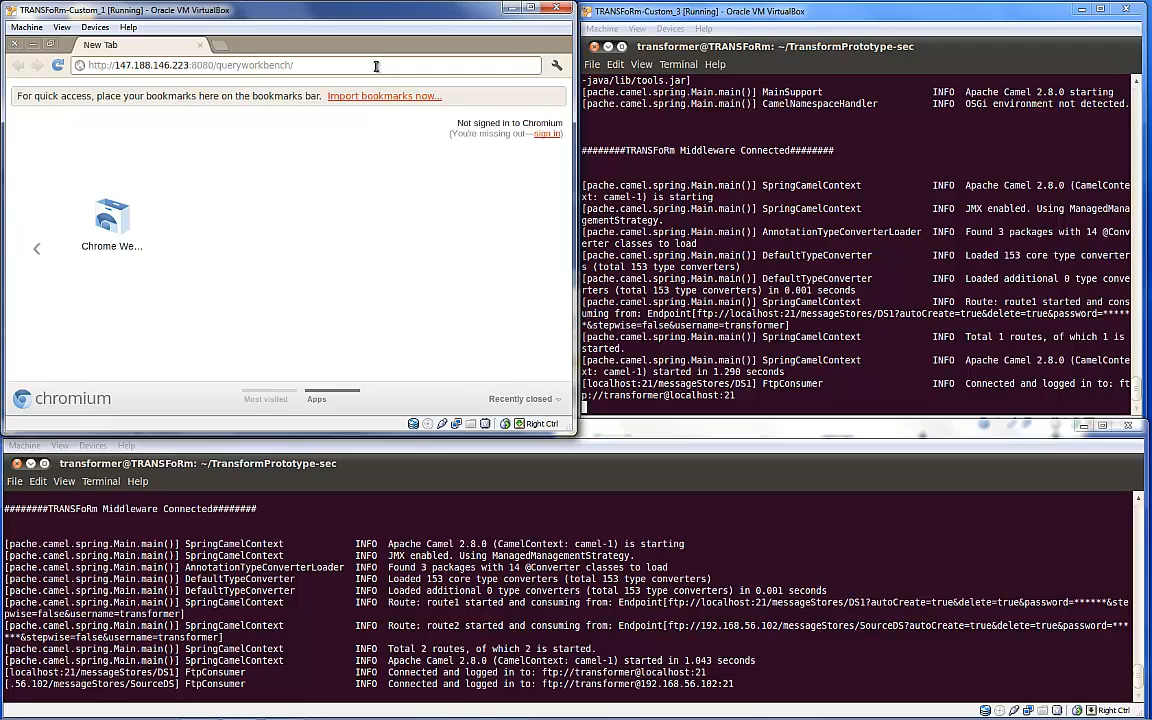 TRANSFoRm-Custom_1 [Running] - Oracle VM VirtualBox
Machine View Devices Help
New Tab
http://147.188.146.223:8080/queryworkbench/
For quick access, place your bookmarks here on the bookmarks bar. Import bookmarks now...
Not signed in to Chromium
(You're missing out—sign in)
Chrome We...
chromium
Most visited
Apps
Recently closed
Right Ctrl
TRANSFoRm-Custom_3 [Running] - Oracle VM VirtualBox
Machine View Devices Help
transformer@TRANSFoRm: ~/TransformPrototype-sec
File Edit View Terminal Help
-java/lib/tools.jar]
[pache.camel.spring.Main.main()] MainSupport INFO Apache Camel 2.8.0 starting
[pache.camel.spring.Main.main()] CamelNamespaceHandler INFO OSGi environment not detected.
########TRANSFoRm Middleware Connected########
[pache.camel.spring.Main.main()] SpringCamelContext INFO Apache Camel 2.8.0 (CamelConte
xt: camel-1) is starting
[pache.camel.spring.Main.main()] SpringCamelContext INFO JMX enabled. Using ManagedMana
gementStrategy.
[pache.camel.spring.Main.main()] AnnotationTypeConverterLoader INFO Found 3 packages with 14 @Conv
erter classes to load
[pache.camel.spring.Main.main()] DefaultTypeConverter INFO Loaded 153 core type converter
s (total 153 type converters)
[pache.camel.spring.Main.main()] DefaultTypeConverter INFO Loaded additional 0 type conve
rters (total 153 type converters) in 0.001 seconds
[pache.camel.spring.Main.main()] SpringCamelContext INFO Route: route1 started and cons
uming from: Endpoint[ftp://localhost:21/messageStores/DS1?autoCreate=true&delete=true&password=*****
*&stepwise=false&username=transformer]
[pache.camel.spring.Main.main()] SpringCamelContext INFO Total 1 routes, of which 1 is
started.
[pache.camel.spring.Main.main()] SpringCamelContext INFO Apache Camel 2.8.0 (CamelConte
xt: camel-1) started in 1.290 seconds
[localhost:21/messageStores/DS1] FtpConsumer INFO Connected and logged in to: ft
p://transformer@localhost:21
Machine View Devices Help
transformer@TRANSFoRm: ~/TransformPrototype-sec
File Edit View Terminal Help
########TRANSFoRm Middleware Connected########
[pache.camel.spring.Main.main()] SpringCamelContext INFO Apache Camel 2.8.0 (CamelContext: camel-1) is starting
[pache.camel.spring.Main.main()] SpringCamelContext INFO JMX enabled. Using ManagedManagementStrategy.
[pache.camel.spring.Main.main()] AnnotationTypeConverterLoader INFO Found 3 packages with 14 @Converter classes to load
[pache.camel.spring.Main.main()] DefaultTypeConverter INFO Loaded 153 core type converters (total 153 type converters)
[pache.camel.spring.Main.main()] DefaultTypeConverter INFO Loaded additional 0 type converters (total 153 type converters) in 0.001 seconds
[pache.camel.spring.Main.main()] SpringCamelContext INFO Route: route1 started and consuming from: Endpoint[ftp://localhost:21/messageStores/DS1?autoCreate=true&delete=true&password=******&ste
pwise=false&username=transformer]
[pache.camel.spring.Main.main()] SpringCamelContext INFO Route: route2 started and consuming from: Endpoint[ftp://192.168.56.102/messageStores/SourceDS?autoCreate=true&delete=true&password=**
****&stepwise=false&username=transformer]
[pache.camel.spring.Main.main()] SpringCamelContext INFO Total 2 routes, of which 2 is started.
[pache.camel.spring.Main.main()] SpringCamelContext INFO Apache Camel 2.8.0 (CamelContext: camel-1) started in 1.043 seconds
[localhost:21/messageStores/DS1] FtpConsumer INFO Connected and logged in to: ftp://transformer@localhost:21
[.56.102/messageStores/SourceDS] FtpConsumer INFO Connected and logged in to: ftp://transformer@192.168.56.102:21
Right Ctrl